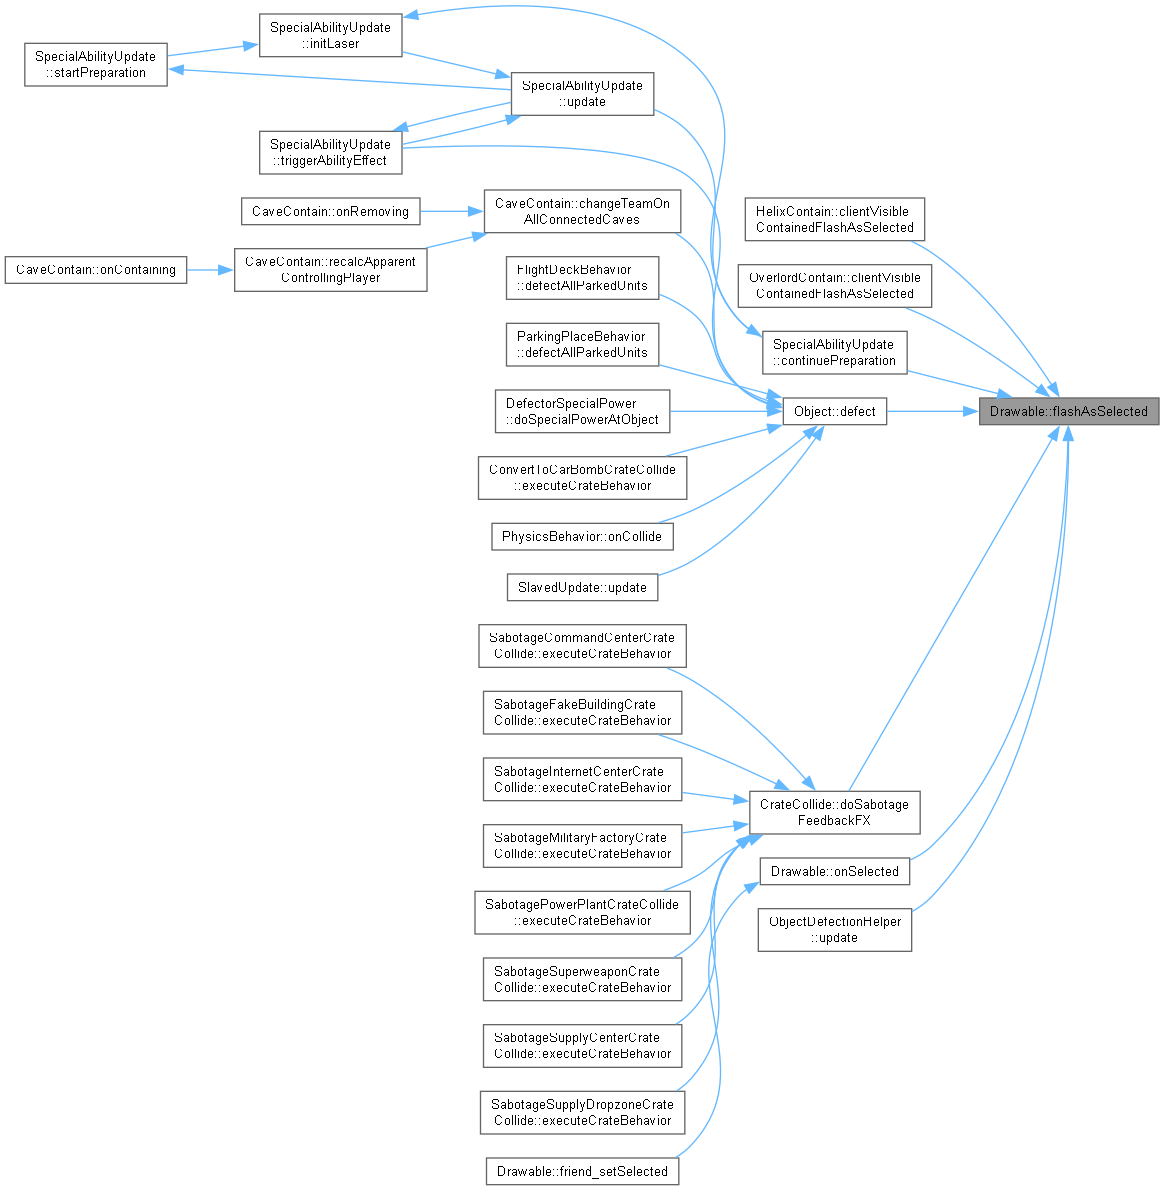 SpecialAbilityUpdate
::initLaser
SpecialAbilityUpdate
::startPreparation
SpecialAbilityUpdate
::update
SpecialAbilityUpdate
::triggerAbilityEffect
CaveContain::changeTeamOn
AllConnectedCaves
CaveContain::onRemoving
CaveContain::recalcApparent
ControllingPlayer
CaveContain::onContaining
HelixContain::clientVisible
ContainedFlashAsSelected
OverlordContain::clientVisible
ContainedFlashAsSelected
FlightDeckBehavior
::defectAllParkedUnits
ParkingPlaceBehavior
::defectAllParkedUnits
SpecialAbilityUpdate
::continuePreparation
DefectorSpecialPower
::doSpecialPowerAtObject
Object::defect
Drawable::flashAsSelected
ConvertToCarBombCrateCollide
::executeCrateBehavior
PhysicsBehavior::onCollide
SlavedUpdate::update
SabotageCommandCenterCrate
Collide::executeCrateBehavior
SabotageFakeBuildingCrate
Collide::executeCrateBehavior
SabotageInternetCenterCrate
Collide::executeCrateBehavior
CrateCollide::doSabotage
FeedbackFX
SabotageMilitaryFactoryCrate
Collide::executeCrateBehavior
Drawable::onSelected
SabotagePowerPlantCrateCollide
::executeCrateBehavior
ObjectDefectionHelper
::update
SabotageSuperweaponCrate
Collide::executeCrateBehavior
SabotageSupplyCenterCrate
Collide::executeCrateBehavior
SabotageSupplyDropzoneCrate
Collide::executeCrateBehavior
Drawable::friend_setSelected